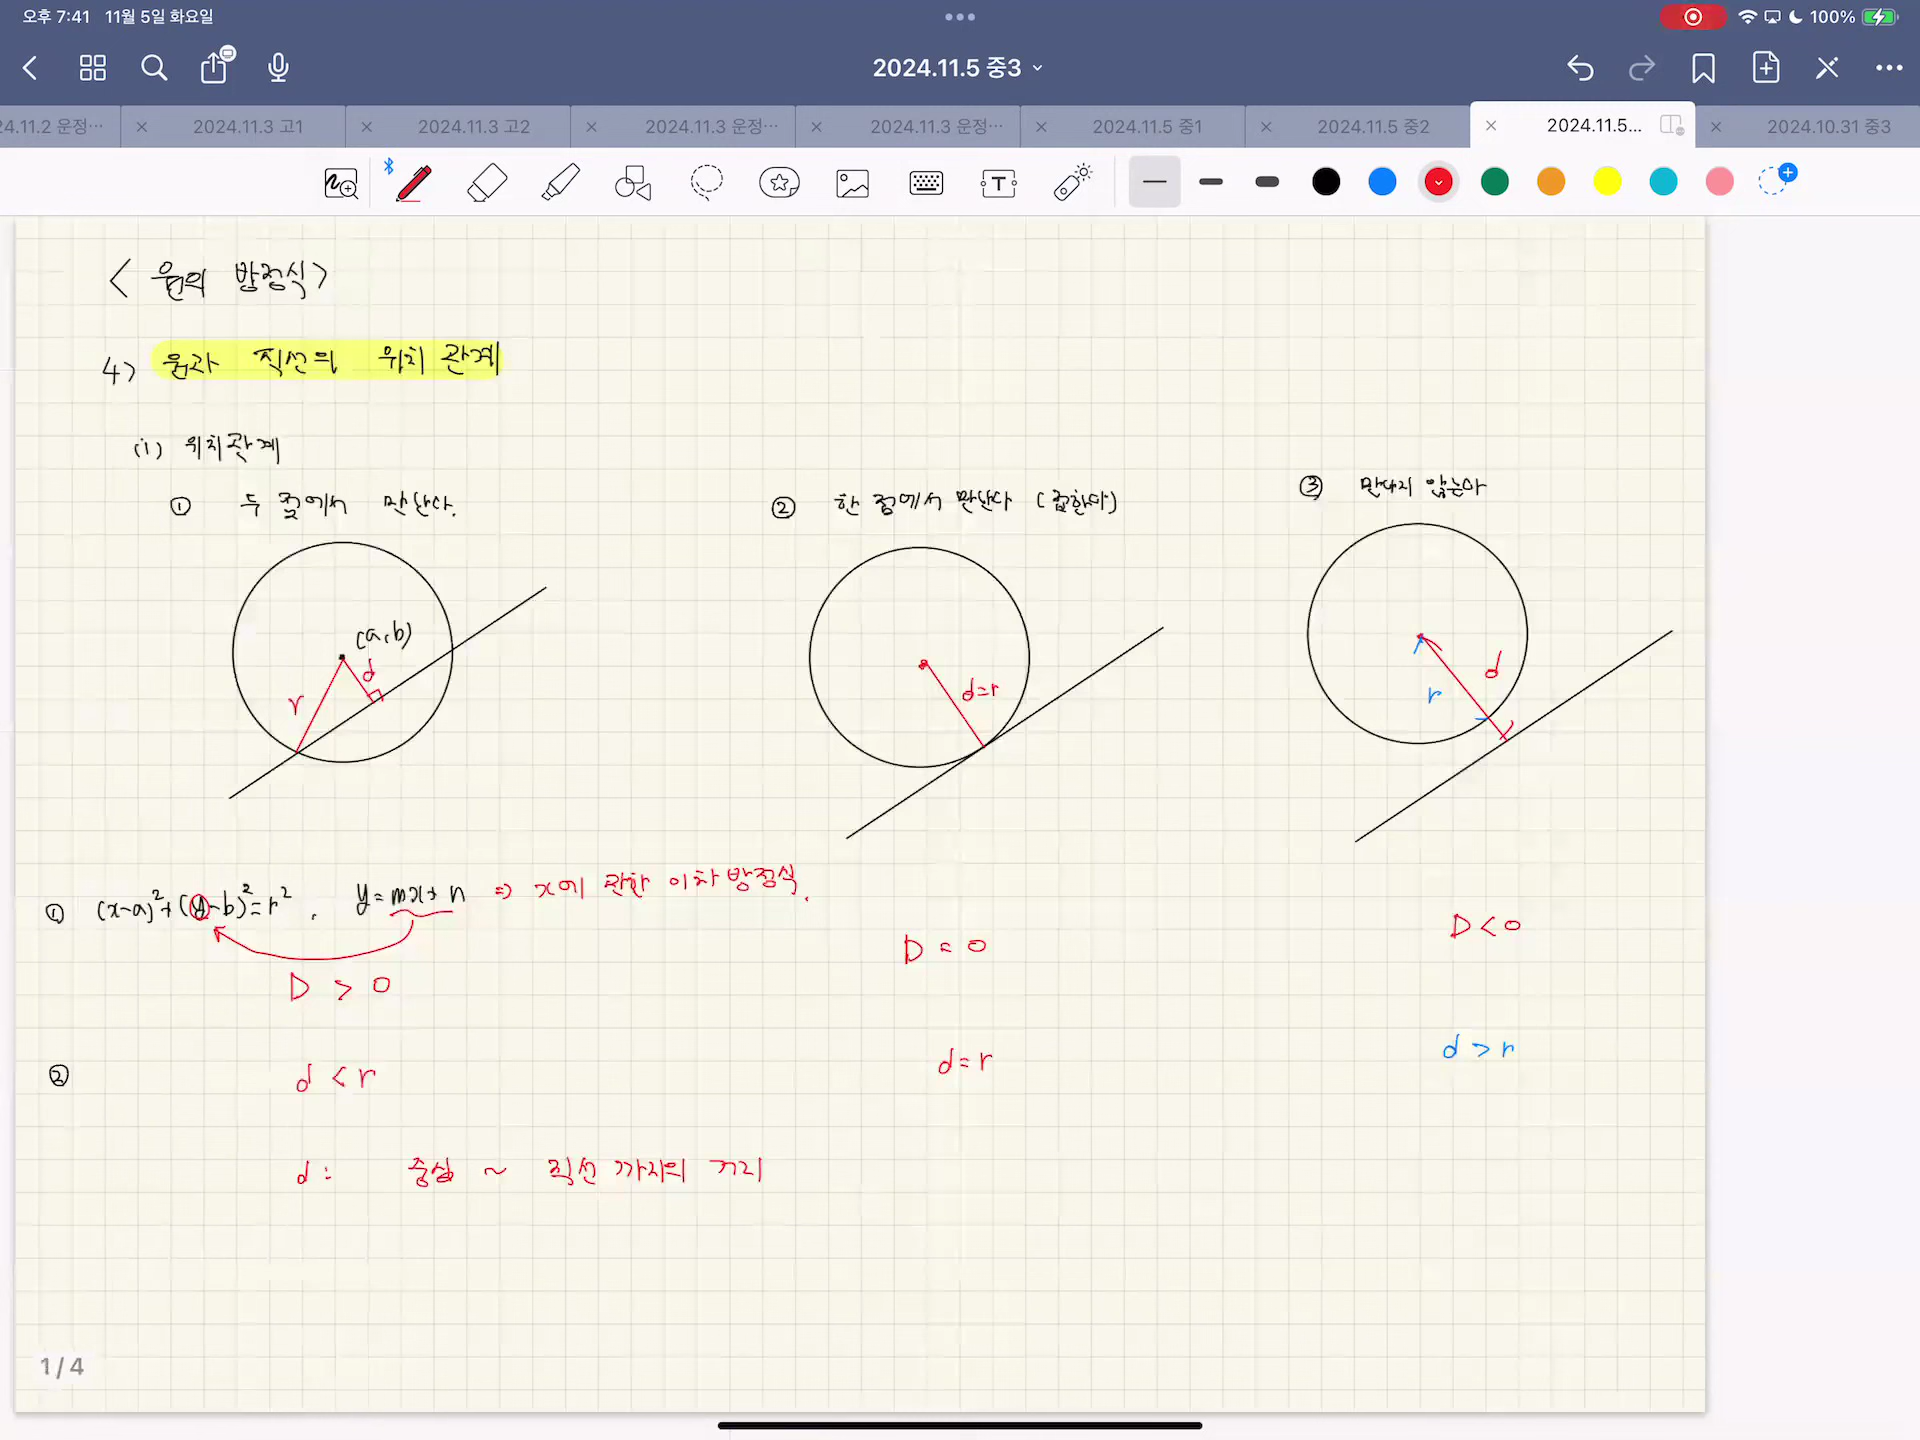 오후 7:41 11월 5일 화요일
100%
2024.11.5 중3
24.11.2 운정…
2024.11.3 고1
2024.11.3 고2
2024.11.3 운정…
2024.11.3 운정…
2024.11.5 중1
2024.11.5 중2
2024.11.5...
2024.10.31 중3
< 원의 방정식 >
4) 원과 직선의 위치 관계
(i) 위치관계
① 두 점에서 만난다.
② 한 점에서 만난다 (접한다)
③ 만나지 않는다
(a,b)
d
r
d=r
d
r
① (x-a)²+(y-b)²=r², y=mx+n ⇒ x에 관한 이차방정식.
D > 0
D = 0
D < 0
② d < r
d = r
d > r
d : 중심 ~ 직선까지의 거리
1 / 4